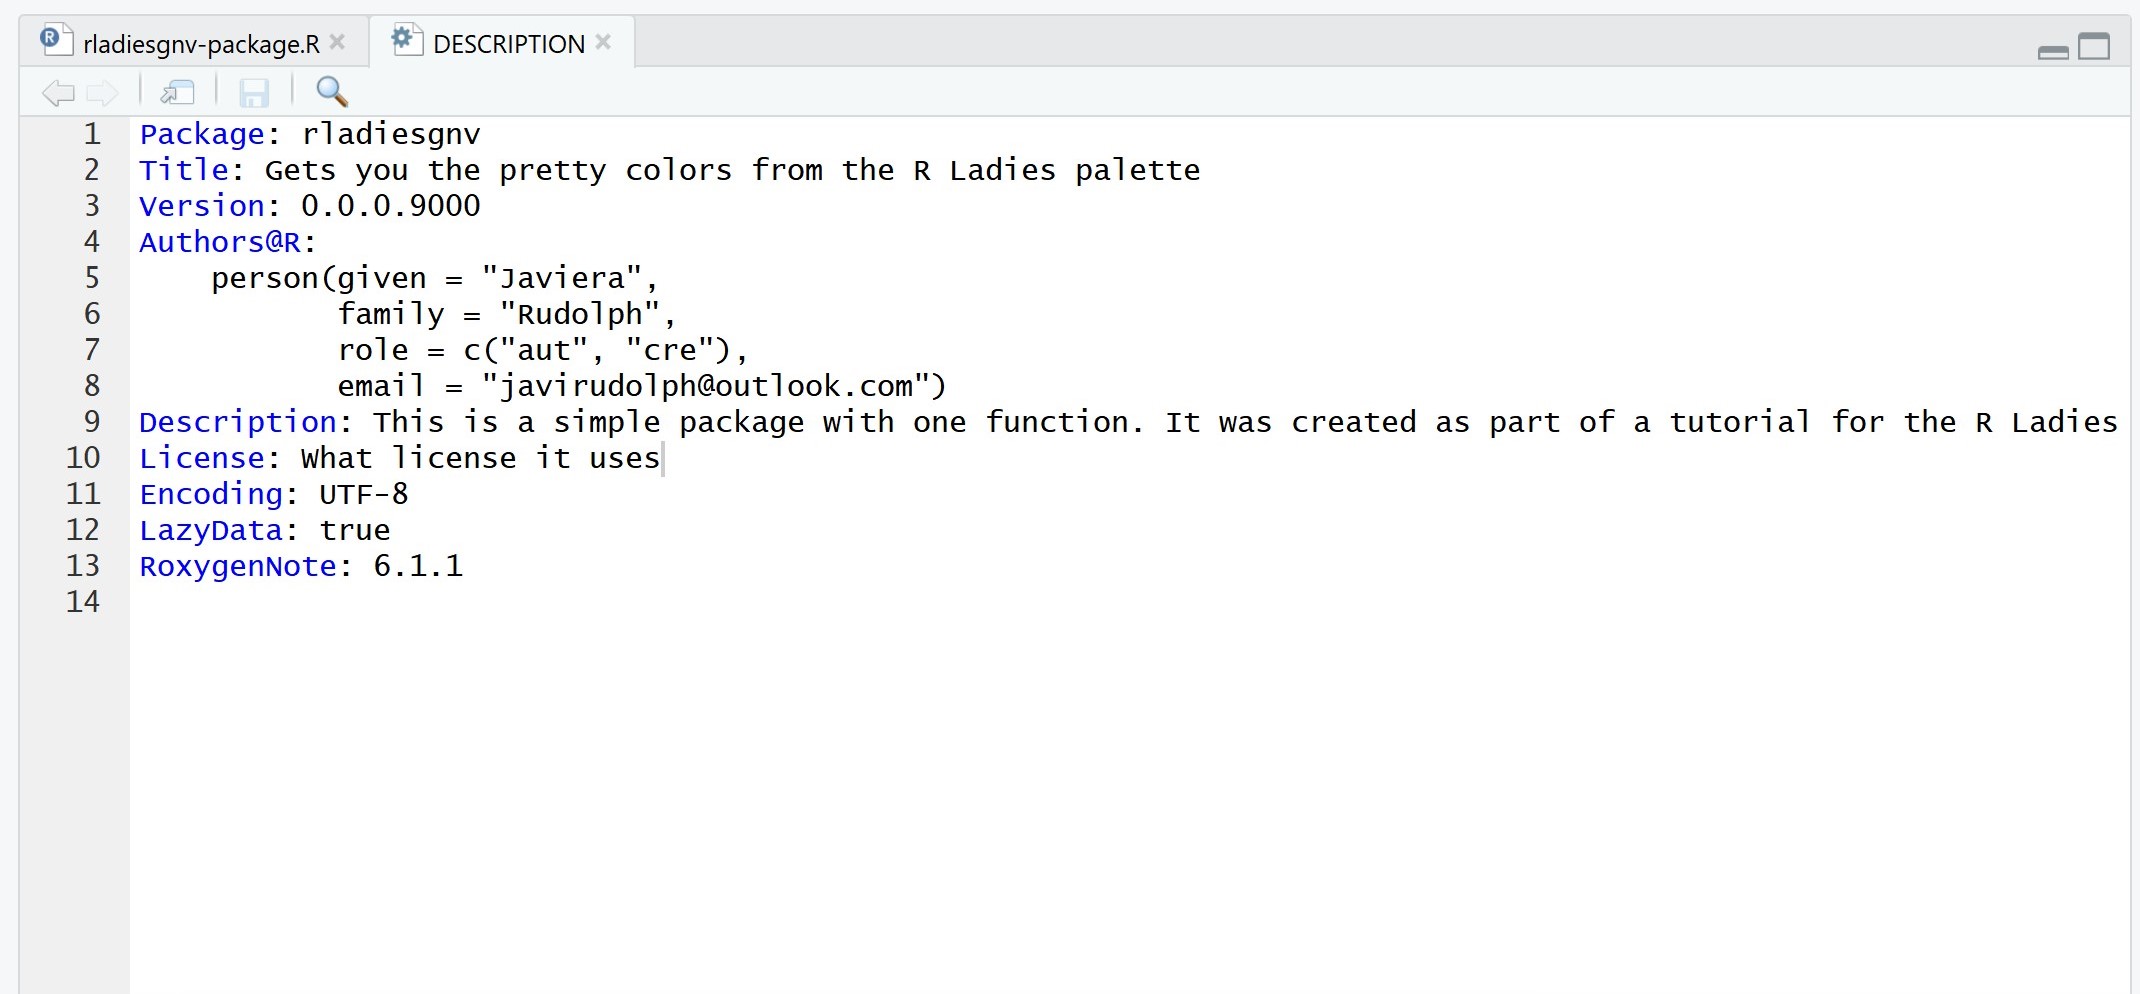 rladiesgnv-package.R DESCRIPTION
1 Package: rladiesgnv
2 Title: Gets you the pretty colors from the R Ladies palette
3 Version: 0.0.0.9000
4 Authors@R:
5     person(given = "Javiera",
6            family = "Rudolph",
7            role = c("aut", "cre"),
8            email = "javirudolph@outlook.com")
9 Description: This is a simple package with one function. It was created as part of a tutorial for the R Ladies
10 License: What license it uses
11 Encoding: UTF-8
12 LazyData: true
13 RoxygenNote: 6.1.1
14